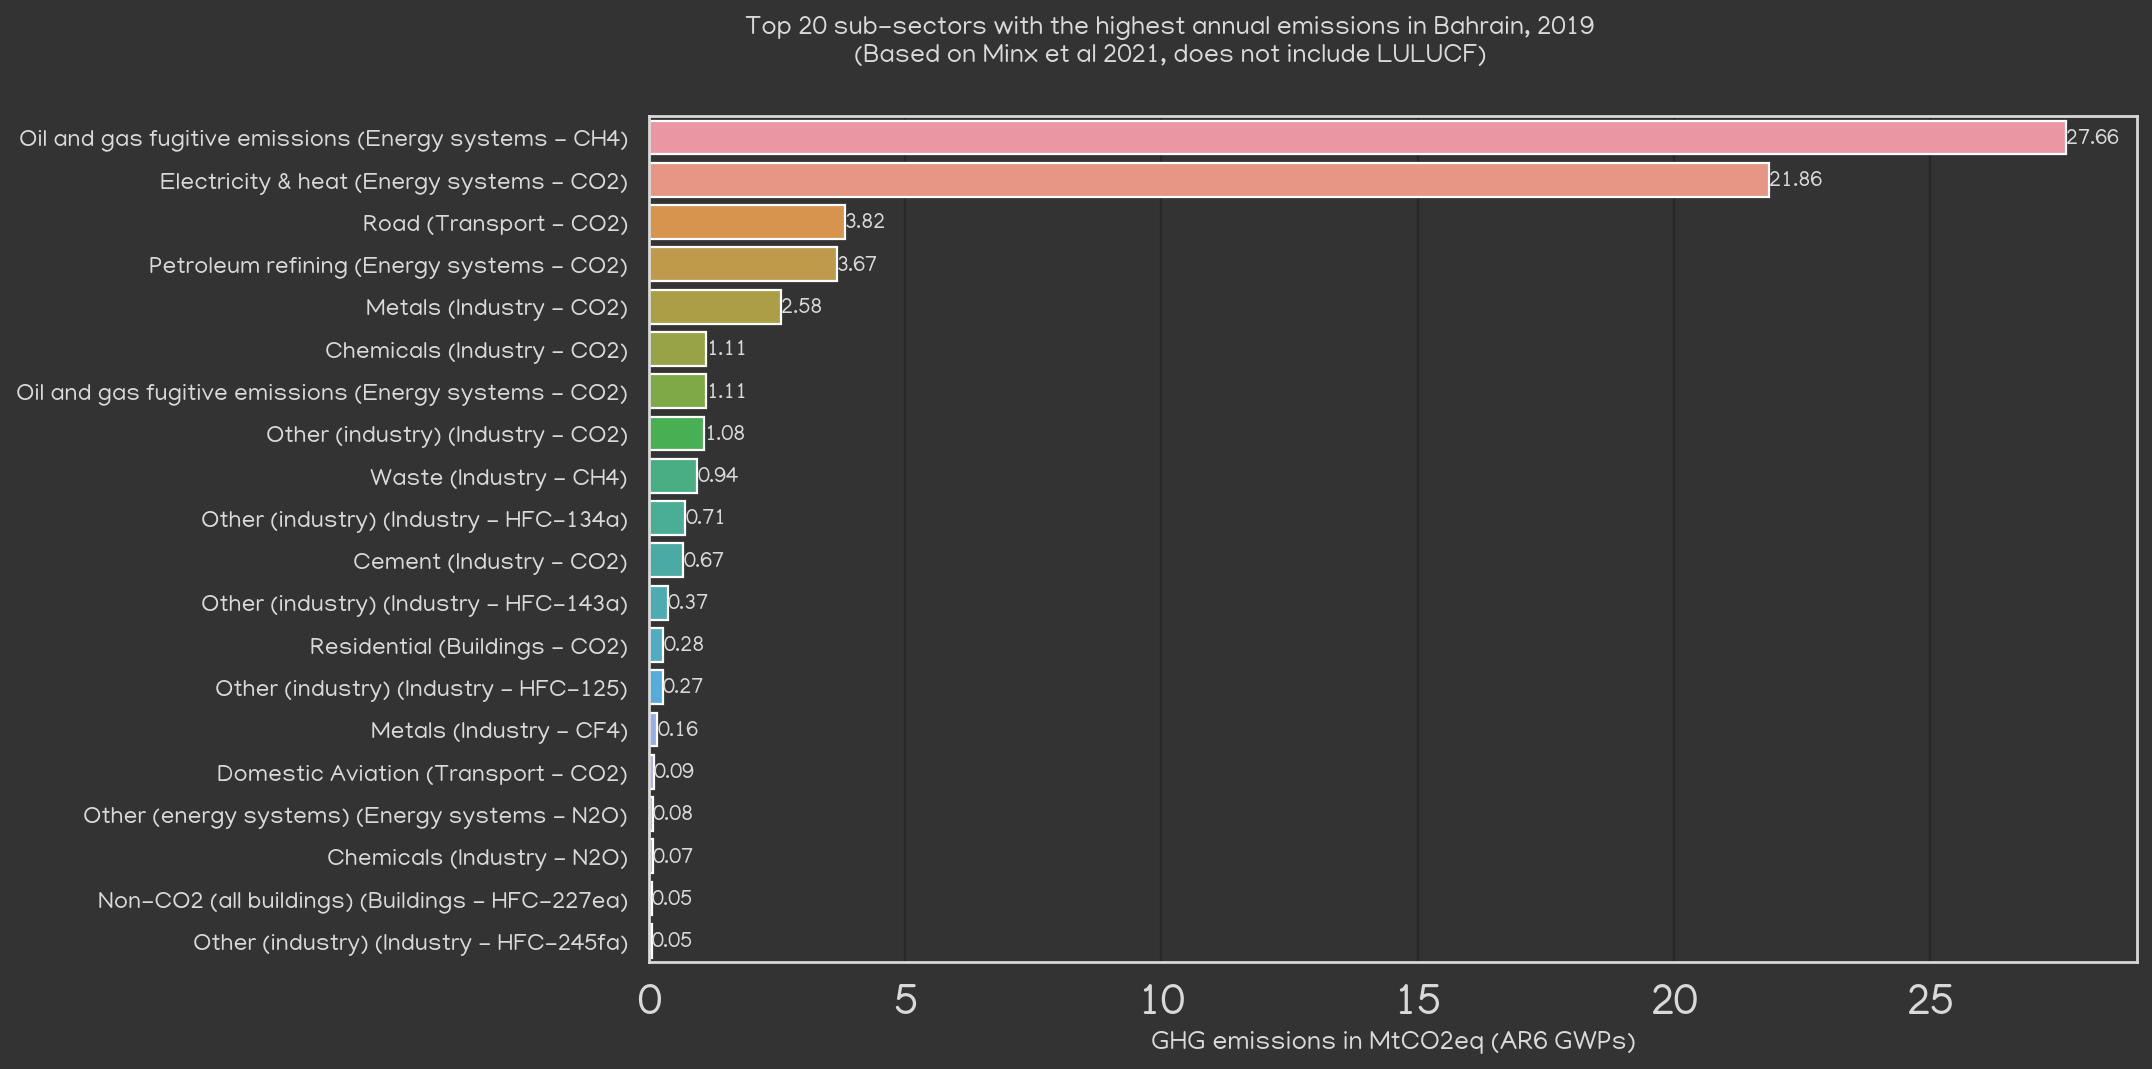 Top 20 sub-sectors with the highest annual emissions in Bahrain, 2019
(Based on Minx et al 2021, does not include LULUCF)
Oil and gas fugitive emissions (Energy systems - CH4) 27.66
Electricity & heat (Energy systems - CO2) 21.86
Road (Transport - CO2) 3.82
Petroleum refining (Energy systems - CO2) 3.67
Metals (Industry - CO2) 2.58
Chemicals (Industry - CO2) 1.11
Oil and gas fugitive emissions (Energy systems - CO2) 1.11
Other (industry) (Industry - CO2) 1.08
Waste (Industry - CH4) 0.94
Other (industry) (Industry - HFC-134a) 0.71
Cement (Industry - CO2) 0.67
Other (industry) (Industry - HFC-143a) 0.37
Residential (Buildings - CO2) 0.28
Other (industry) (Industry - HFC-125) 0.27
Metals (Industry - CF4) 0.16
Domestic Aviation (Transport - CO2) 0.09
Other (energy systems) (Energy systems - N2O) 0.08
Chemicals (Industry - N2O) 0.07
Non-CO2 (all buildings) (Buildings - HFC-227ea) 0.05
Other (industry) (Industry - HFC-245fa) 0.05
0 5 10 15 20 25
GHG emissions in MtCO2eq (AR6 GWPs)